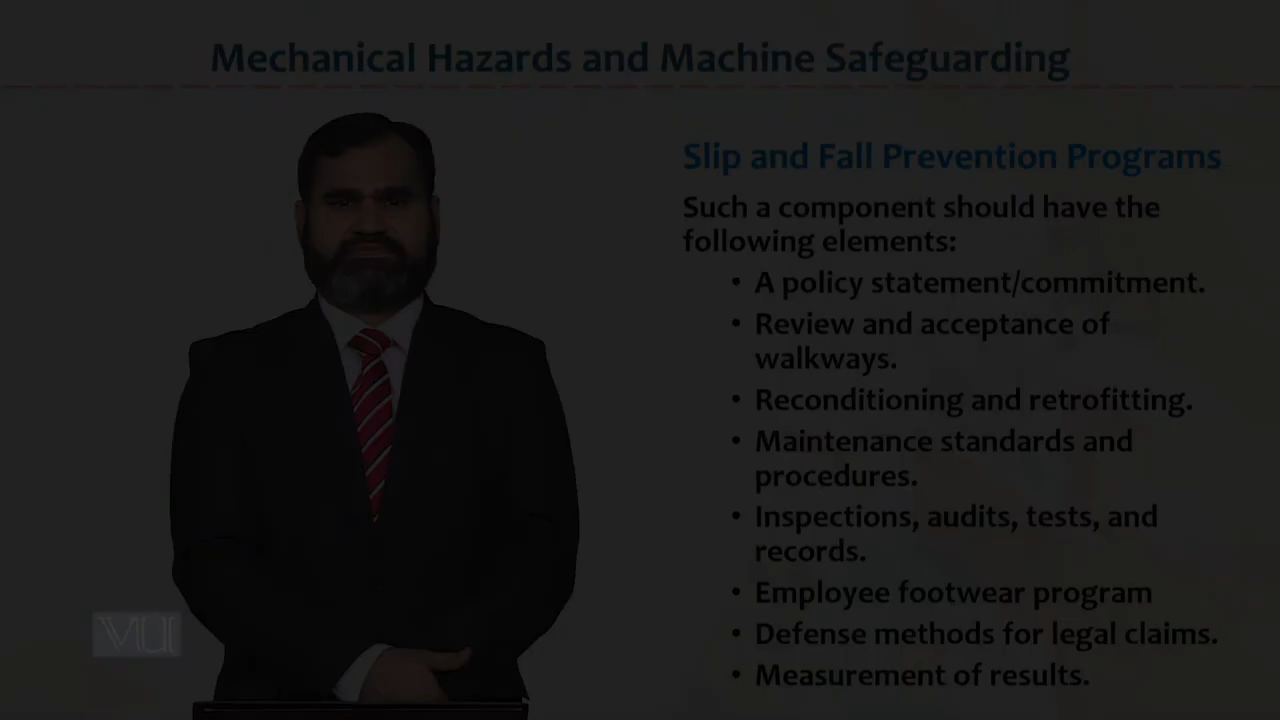 Mechanical Hazards and Machine Safeguarding
Slip and Fall Prevention Programs
Such a component should have the
following elements:
• A policy statement/commitment.
• Review and acceptance of
walkways.
• Reconditioning and retrofitting.
• Maintenance standards and
procedures.
• Inspections, audits, tests, and
records.
• Employee footwear program
• Defense methods for legal claims.
• Measurement of results.
VU